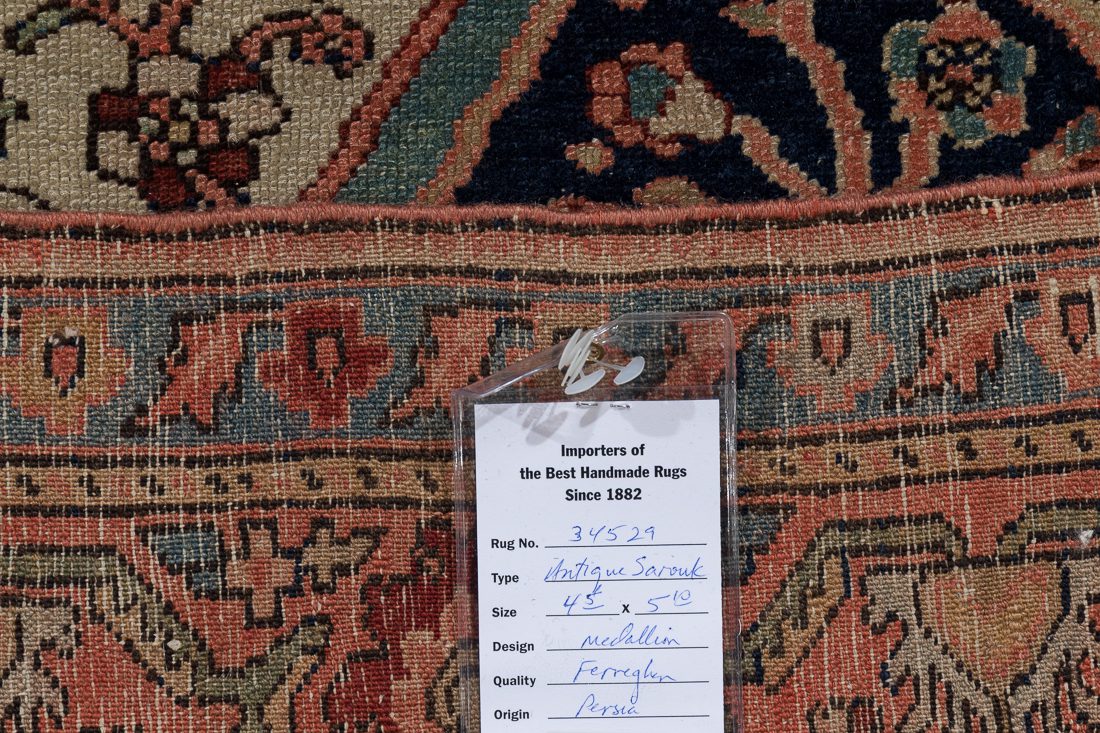 Importers of
the Best Handmade Rugs
Since 1882
Rug No. 34529
Type Antique Sarouk
Size 4 5 x 5 10
Design Medallion
Quality Ferreghan
Origin Persia